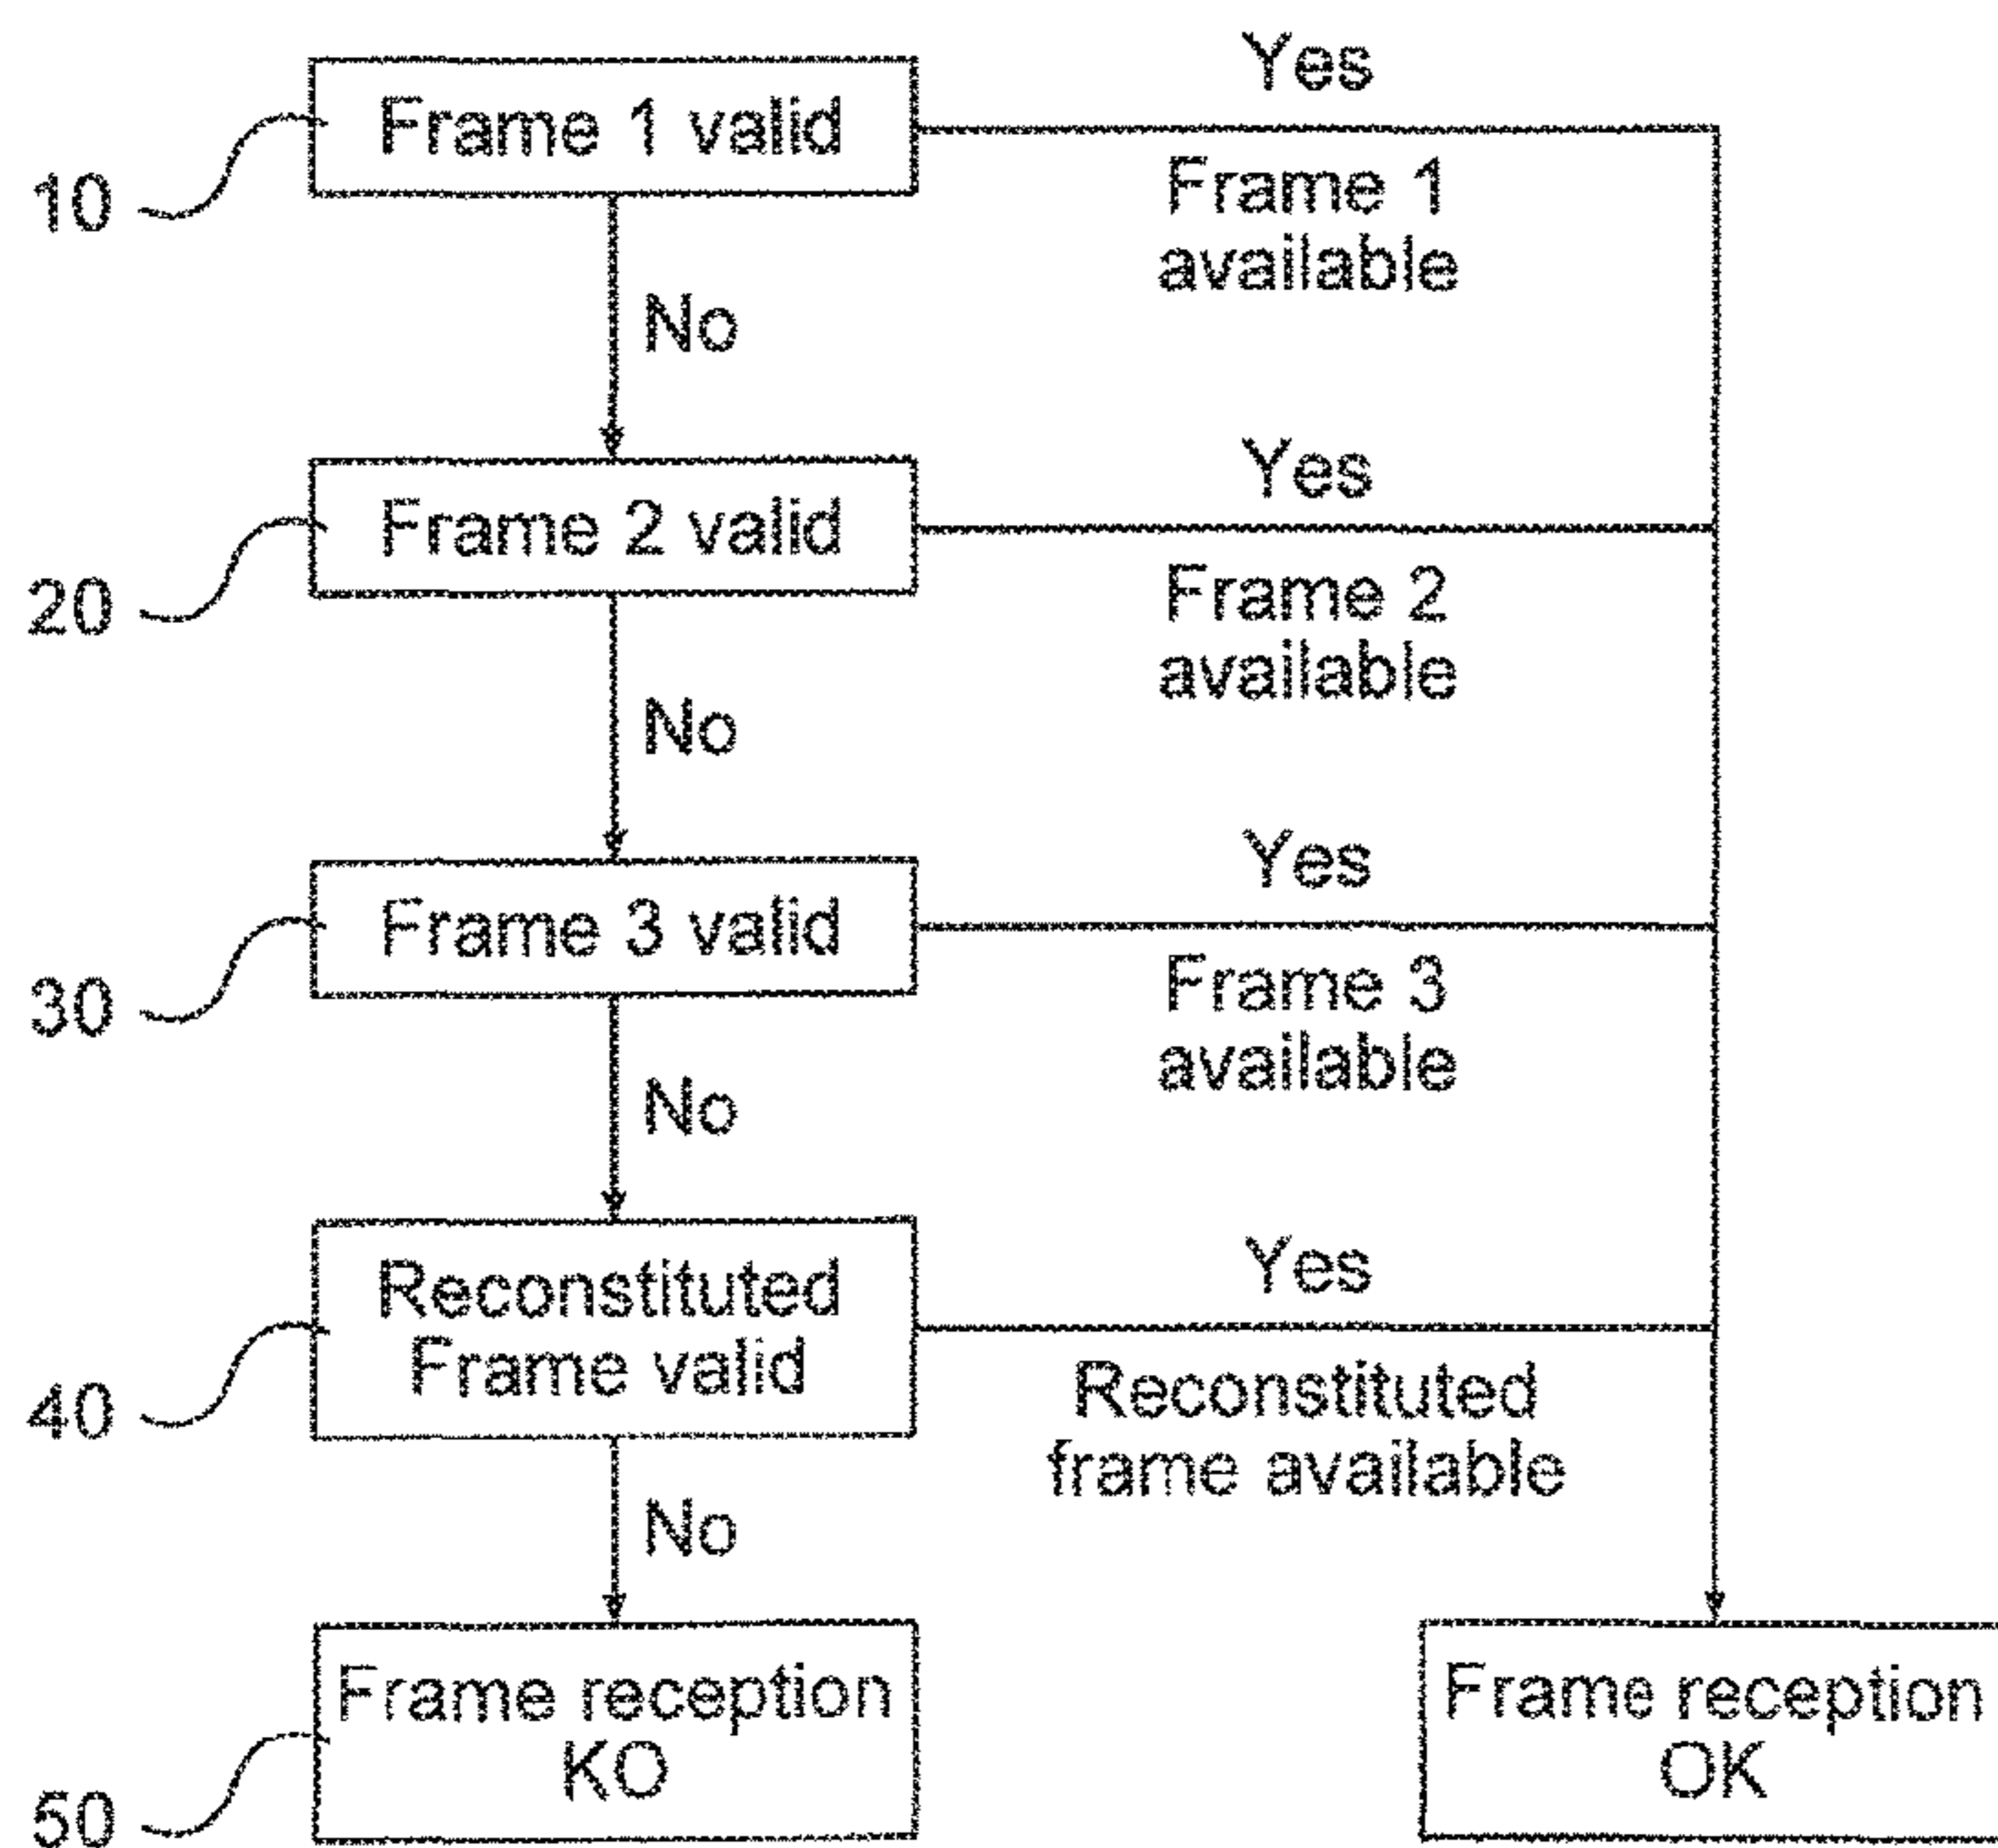 Yes
Frame 1 valid
10
Frame 1
available
No
Yes
Frame 2 valid
20
Frame 2
available
No
Yes
Frame 3 valid
30
Frame 3
available
No
Yes
Reconstituted
Frame valid
40
Reconstituted
frame available
No
Frame reception
KO
50
Frame reception
OK